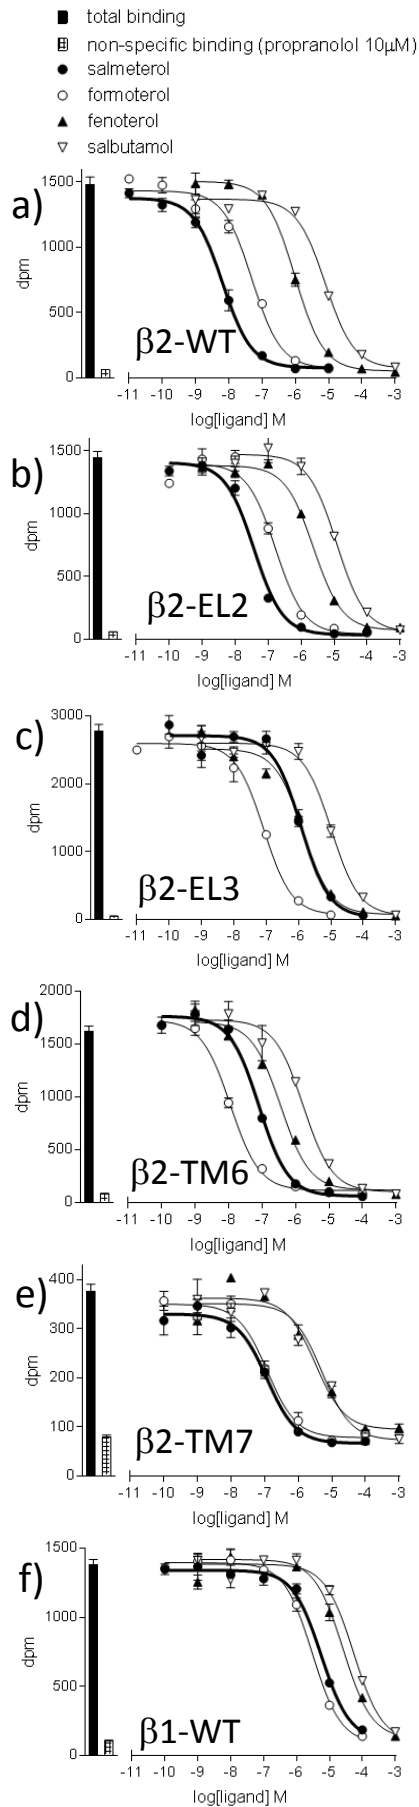 total binding
non-specific binding (propranolol 10µM)
salmeterol
formoterol
fenoterol
salbutamol
a)
1500
1000
500
0
dpm
β2-WT
-11 -10 -9 -8 -7 -6 -5 -4 -3
log[ligand] M
b)
1500
1000
500
0
dpm
β2-EL2
-11 -10 -9 -8 -7 -6 -5 -4 -3
log[ligand] M
c)
3000
2000
1000
0
dpm
β2-EL3
-11 -10 -9 -8 -7 -6 -5 -4 -3
log[ligand] M
d)
2000
1500
1000
500
0
dpm
β2-TM6
-11 -10 -9 -8 -7 -6 -5 -4 -3
log[ligand] M
e)
400
300
200
100
0
dpm
β2-TM7
-11 -10 -9 -8 -7 -6 -5 -4 -3
log[ligand] M
f)
1500
1000
500
0
dpm
β1-WT
-11 -10 -9 -8 -7 -6 -5 -4 -3
log[ligand] M